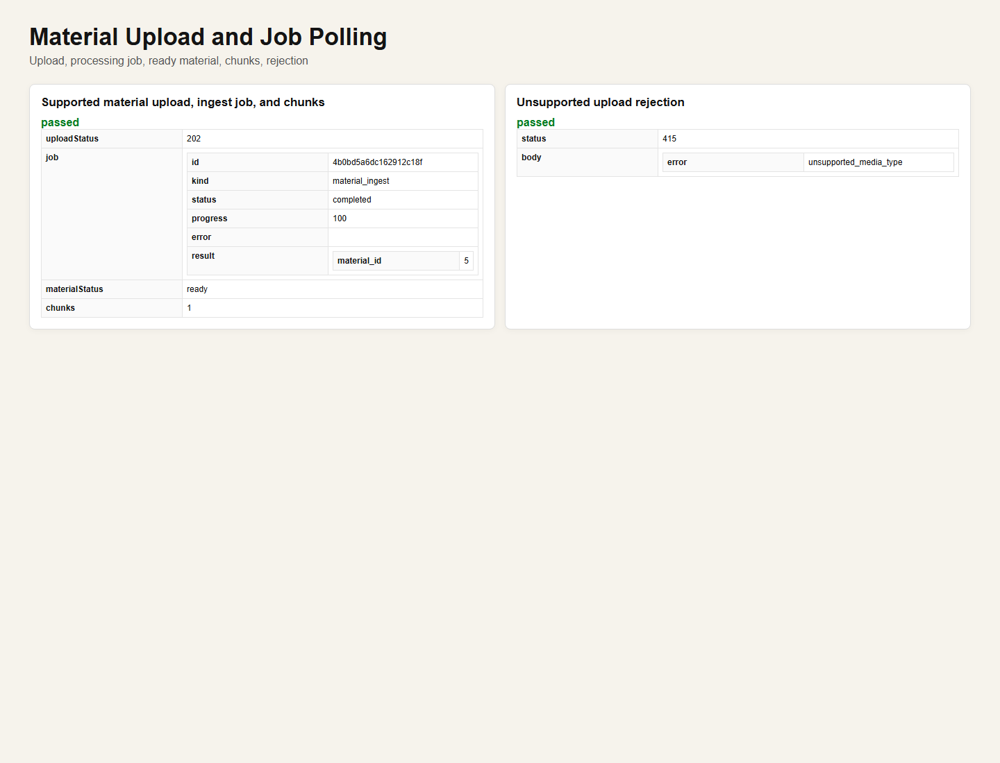 Material Upload and Job Polling
Upload, processing job, ready material, chunks, rejection
Supported material upload, ingest job, and chunks
passed
uploadStatus 202
job
id 4b0bd5a6dc162912c18f
kind material_ingest
status completed
progress 100
error
result material_id 5
materialStatus ready
chunks 1
Unsupported upload rejection
passed
status 415
body error unsupported_media_type